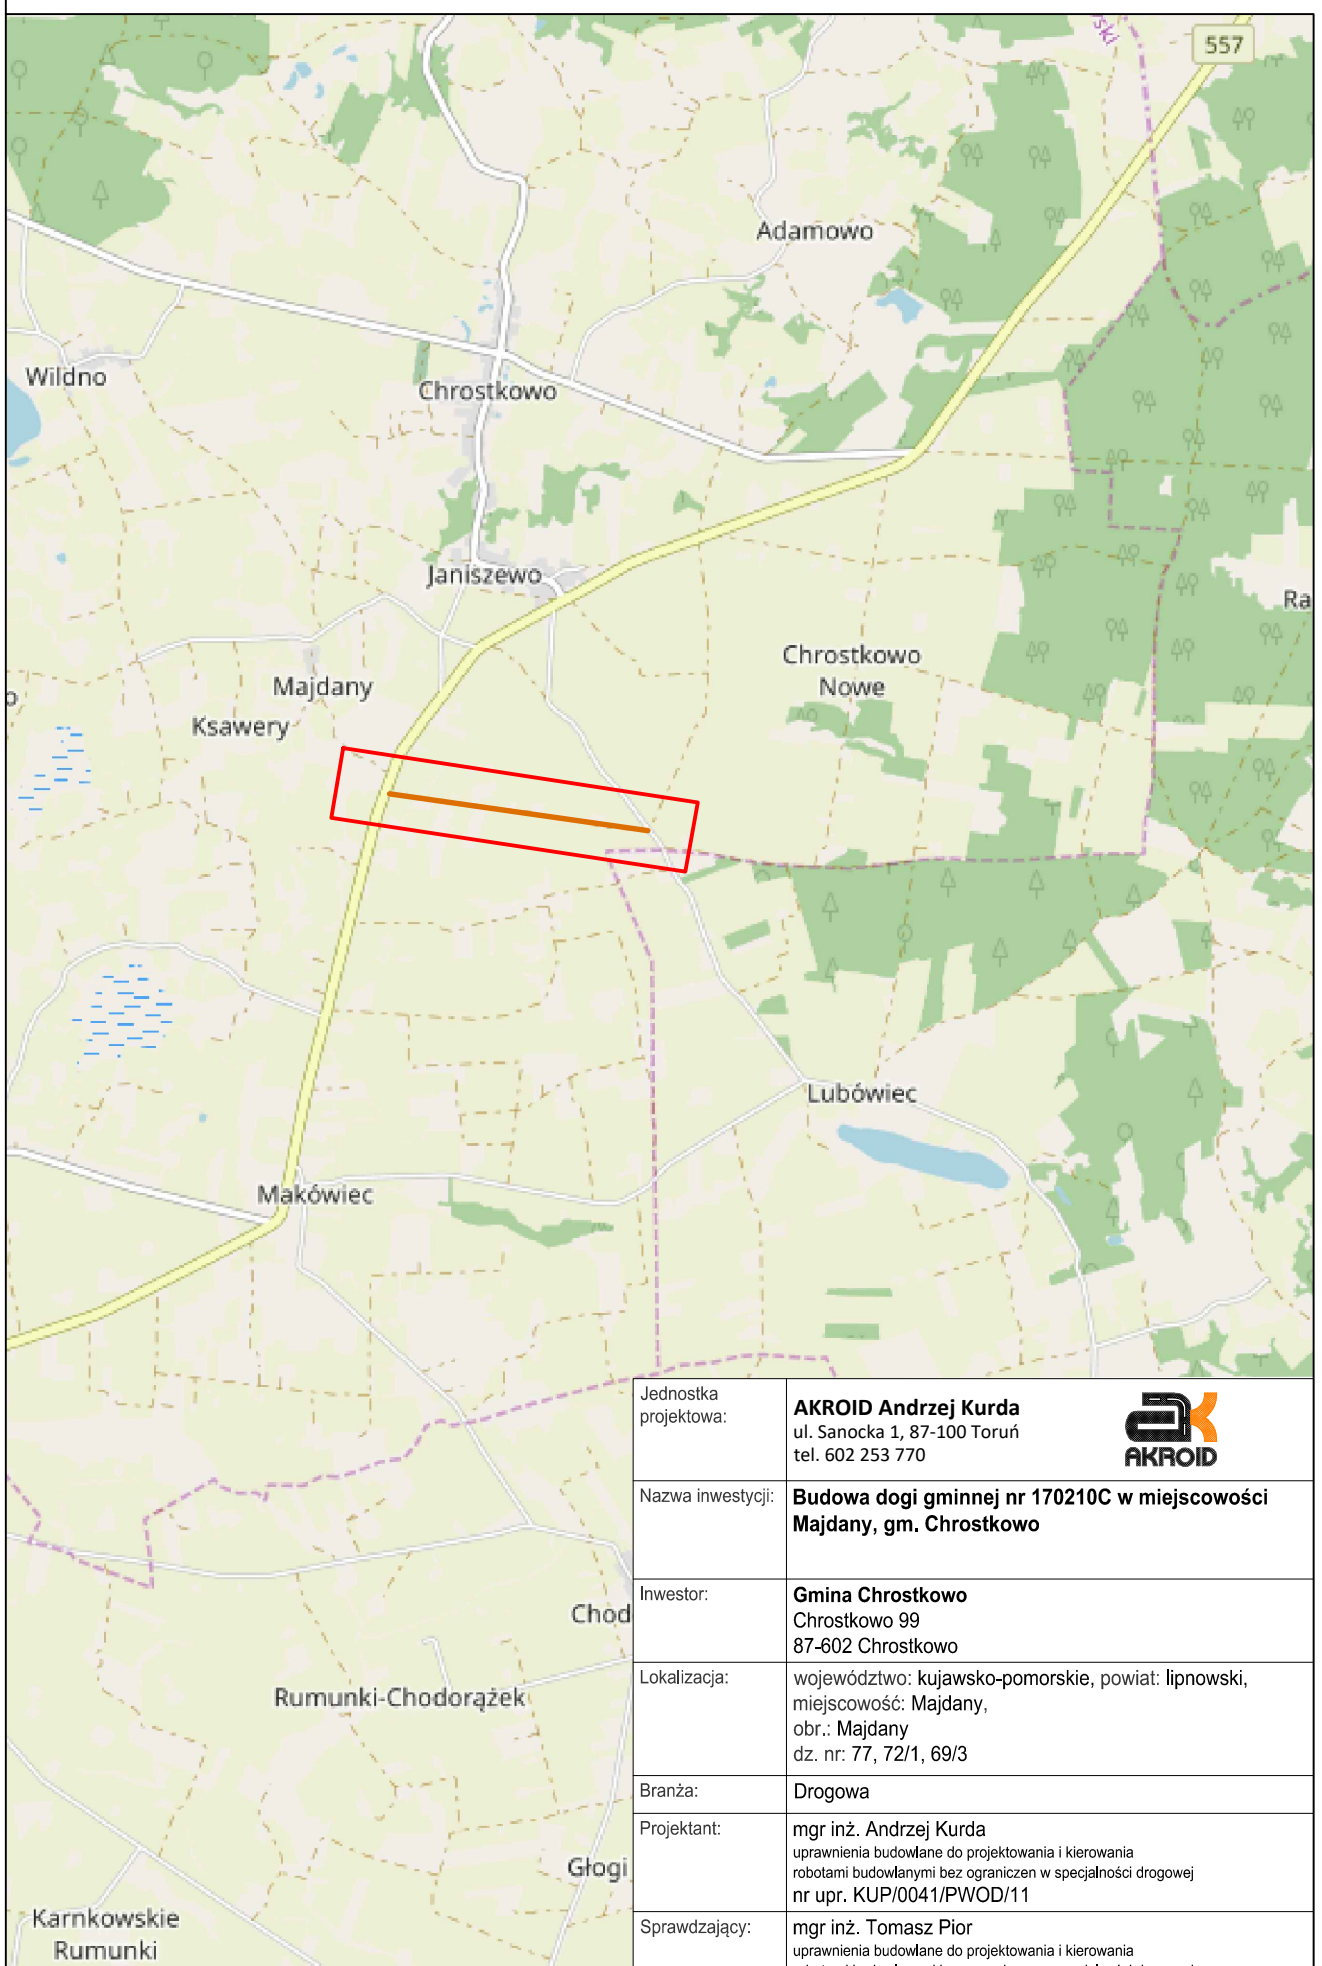 ski
557
Adamowo
Wildno
Chrostkowo
Janiszewo
Ra
Chrostkowo
Nowe
Majdany
Ksawery
o
Lubówiec
Makówiec
Chod
Rumunki-Chodorążek
Głogi
Karnkowskie
Rumunki
Jednostka
projektowa:
AKROID Andrzej Kurda
ul. Sanocka 1, 87-100 Toruń
tel. 602 253 770
AKROID
Nazwa inwestycji:
Budowa dogi gminnej nr 170210C w miejscowości
Majdany, gm. Chrostkowo
Inwestor:
Gmina Chrostkowo
Chrostkowo 99
87-602 Chrostkowo
Lokalizacja:
województwo: kujawsko-pomorskie, powiat: lipnowski,
miejscowość: Majdany,
obr.: Majdany
dz. nr: 77, 72/1, 69/3
Branża:
Drogowa
Projektant:
mgr inż. Andrzej Kurda
uprawnienia budowlane do projektowania i kierowania
robotami budowlanymi bez ograniczen w specjalności drogowej
nr upr. KUP/0041/PWOD/11
Sprawdzający:
mgr inż. Tomasz Pior
uprawnienia budowlane do projektowania i kierowania